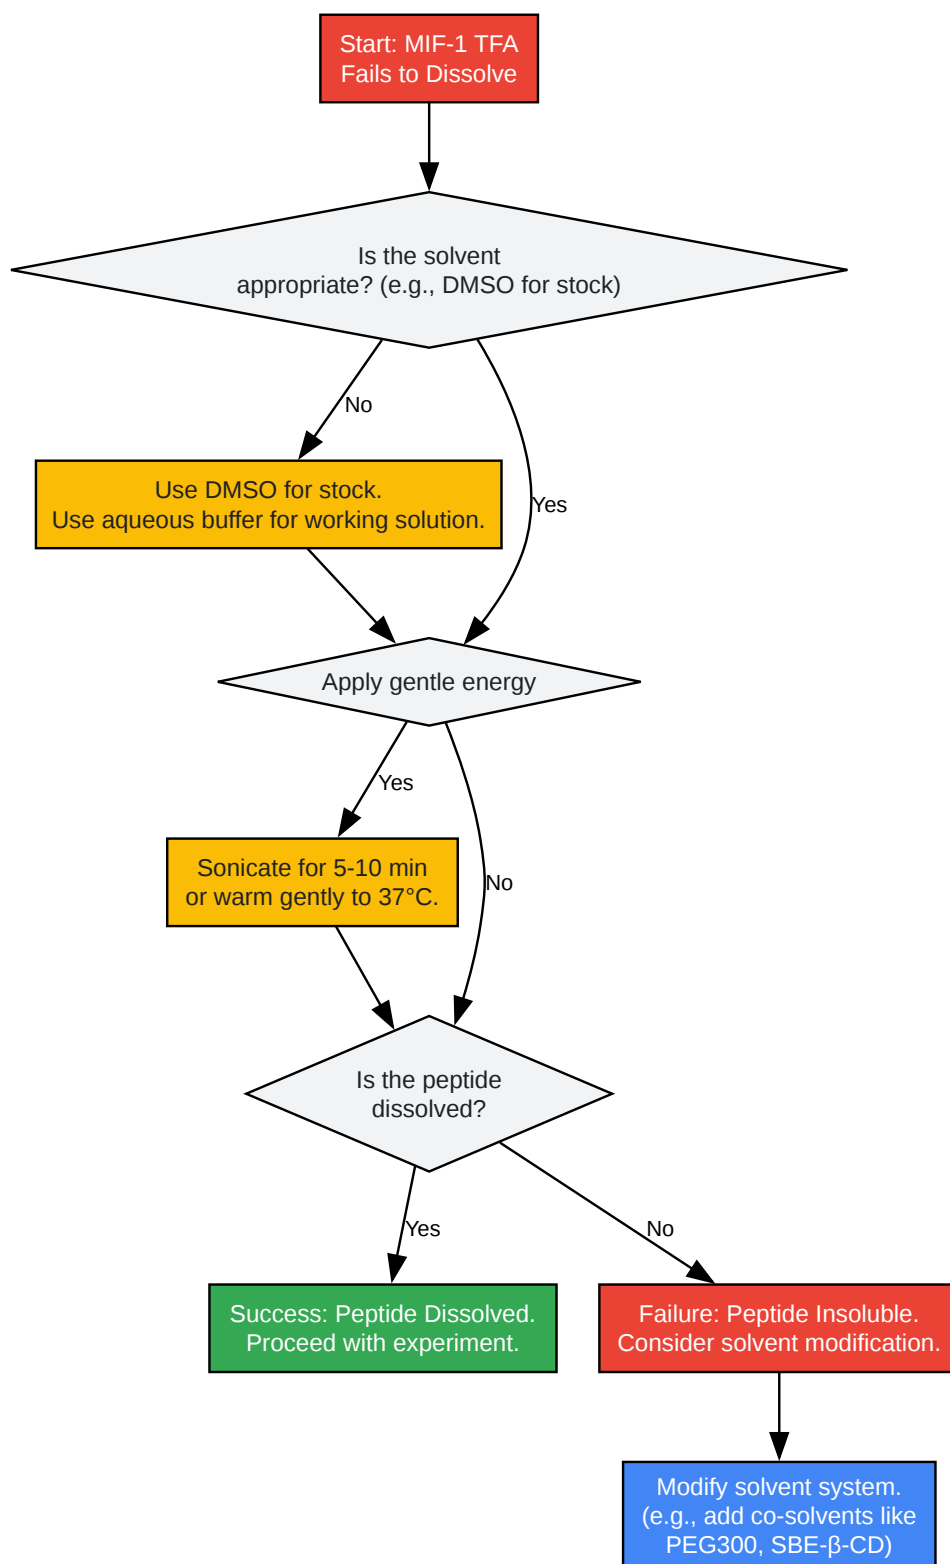 Start: MIF-1 TFA
Fails to Dissolve
Is the solvent
appropriate? (e.g., DMSO for stock)
No
Use DMSO for stock.
Use aqueous buffer for working solution.
Yes
Apply gentle energy
Yes
Sonicate for 5-10 min
or warm gently to 37°C.
No
Is the peptide
dissolved?
Yes
No
Success: Peptide Dissolved.
Proceed with experiment.
Failure: Peptide Insoluble.
Consider solvent modification.
Modify solvent system.
(e.g., add co-solvents like
PEG300, SBE-β-CD)